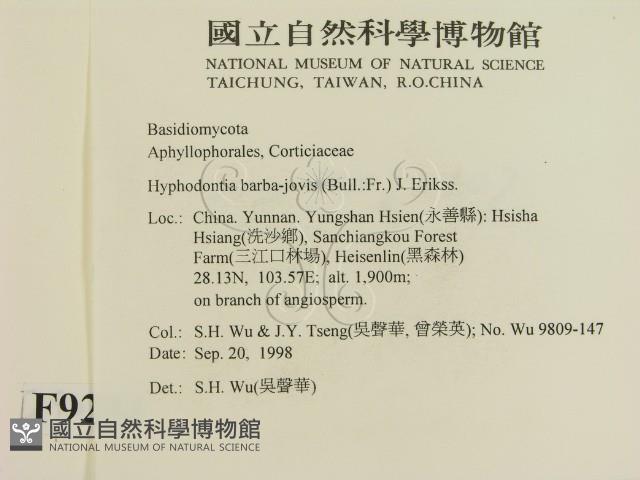 國立自然科學博物館
NATIONAL MUSEUM OF NATURAL SCIENCE
TAICHUNG, TAIWAN, R.O.CHINA
Basidiomycota
Aphyllophorales, Corticiaceae
Hyphodontia barba-jovis (Bull.:Fr.) J. Erikss.
Loc.: China. Yunnan. Yungshan Hsien(永善縣): Hsisha
Hsiang(洗沙鄉), Sanchiangkou Forest
Farm(三江口林場), Heisenlin(黑森林)
28.13N, 103.57E; alt. 1,900m;
on branch of angiosperm.
Col.: S.H. Wu & J.Y. Tseng(吳聲華, 曾榮英); No. Wu 9809-147
Date: Sep. 20, 1998
Det.: S.H. Wu(吳聲華)
F92
國立自然科學博物館
NATIONAL MUSEUM OF NATURAL SCIENCE